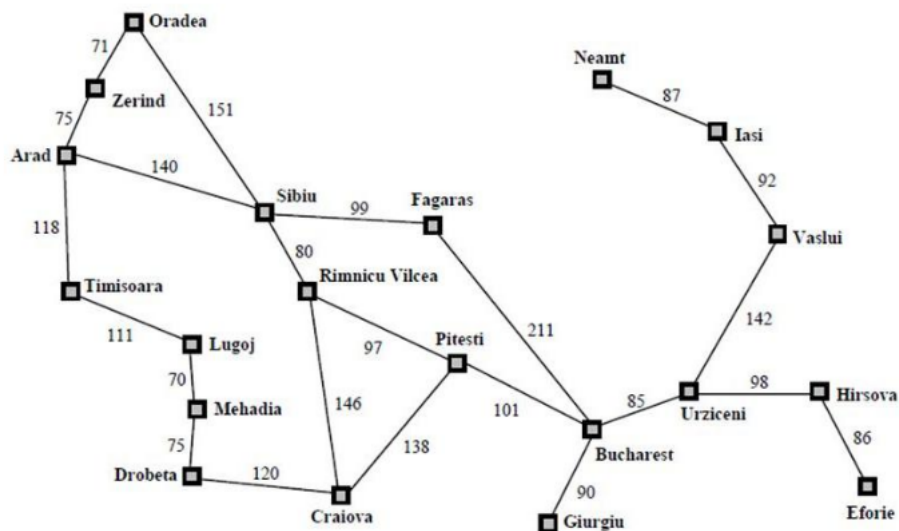 Oradea
71
Neamt
Zerind
87
75
151
Iasi
Arad
140
92
Sibiu
Fagaras
99
118
Vaslui
80
Timisoara
Rimnicu Vilcea
142
111
211
Lugoj
97
Pitesti
70
98
Hirsova
Mehadia
146
101
85
Urziceni
86
75
138
Bucharest
Drobeta
120
90
Craiova
Giurgiu
Eforie